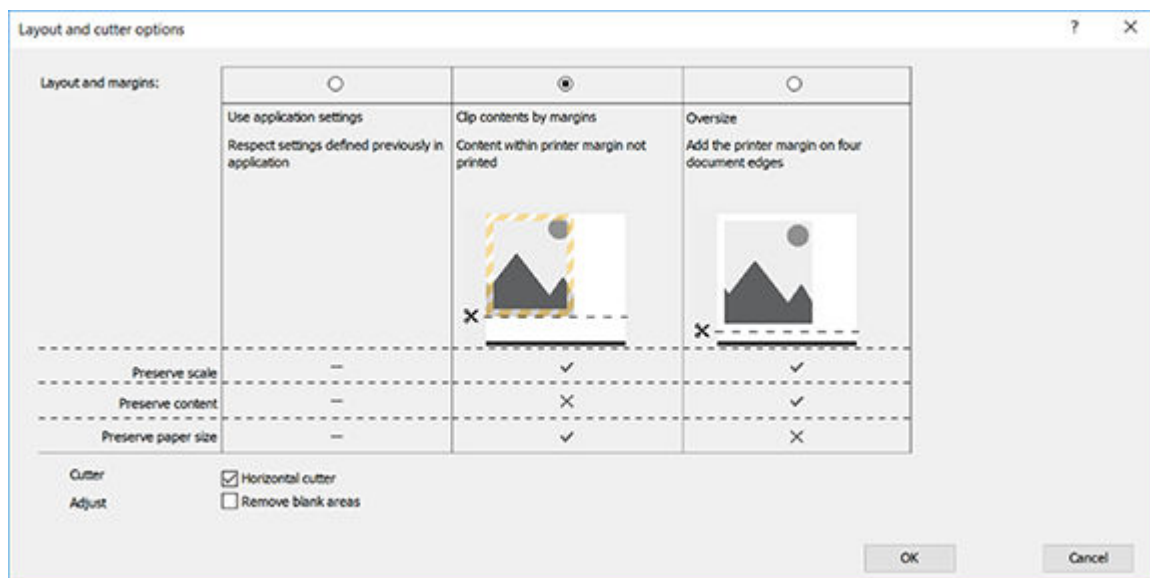 Layout and cutter options
?
Layout and margins:
Use application settings
Respect settings defined previously in
application
Clip contents by margins
Content within printer margin not
printed
Oversize
Add the printer margin on four
document edges
Preserve scale
Preserve content
Preserve paper size
Cutter
Horizontal cutter
Adjust
Remove blank areas
OK
Cancel